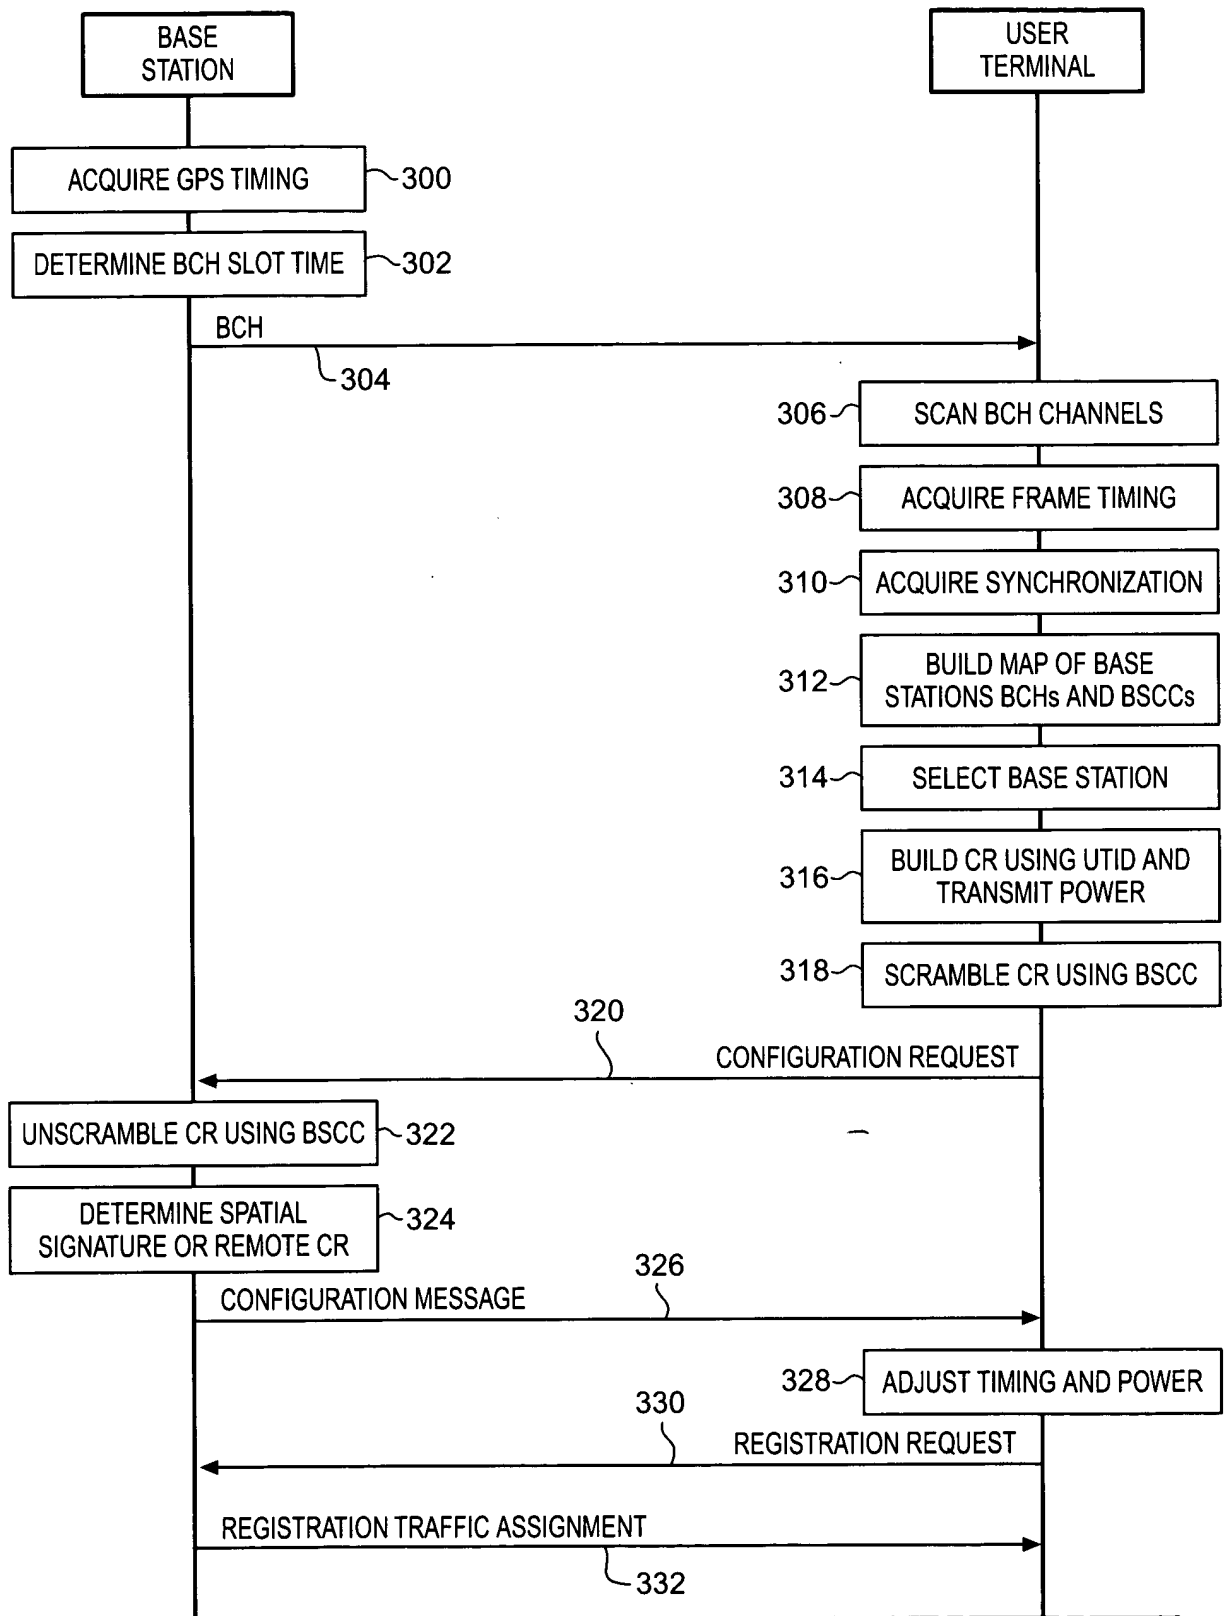 BASE
STATION
USER
TERMINAL
ACQUIRE GPS TIMING
300
DETERMINE BCH SLOT TIME
302
BCH
304
306
SCAN BCH CHANNELS
308
ACQUIRE FRAME TIMING
310
ACQUIRE SYNCHRONIZATION
312
BUILD MAP OF BASE
STATIONS BCHs AND BSCCs
314
SELECT BASE STATION
316
BUILD CR USING UTID AND
TRANSMIT POWER
318
SCRAMBLE CR USING BSCC
320
CONFIGURATION REQUEST
UNSCRAMBLE CR USING BSCC
322
DETERMINE SPATIAL
SIGNATURE OR REMOTE CR
324
326
CONFIGURATION MESSAGE
328
ADJUST TIMING AND POWER
330
REGISTRATION REQUEST
REGISTRATION TRAFFIC ASSIGNMENT
332